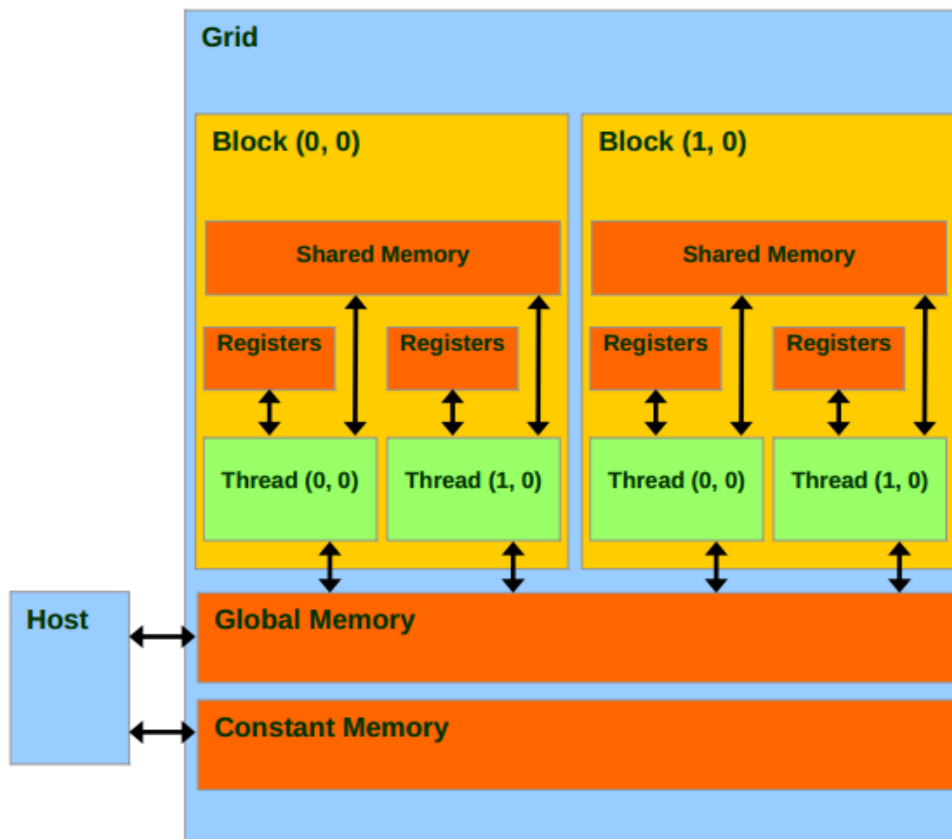 Grid
Block (0, 0)
Block (1, 0)
Shared Memory
Shared Memory
Registers
Registers
Registers
Registers
Thread (0, 0)
Thread (1, 0)
Thread (0, 0)
Thread (1, 0)
Host
Global Memory
Constant Memory